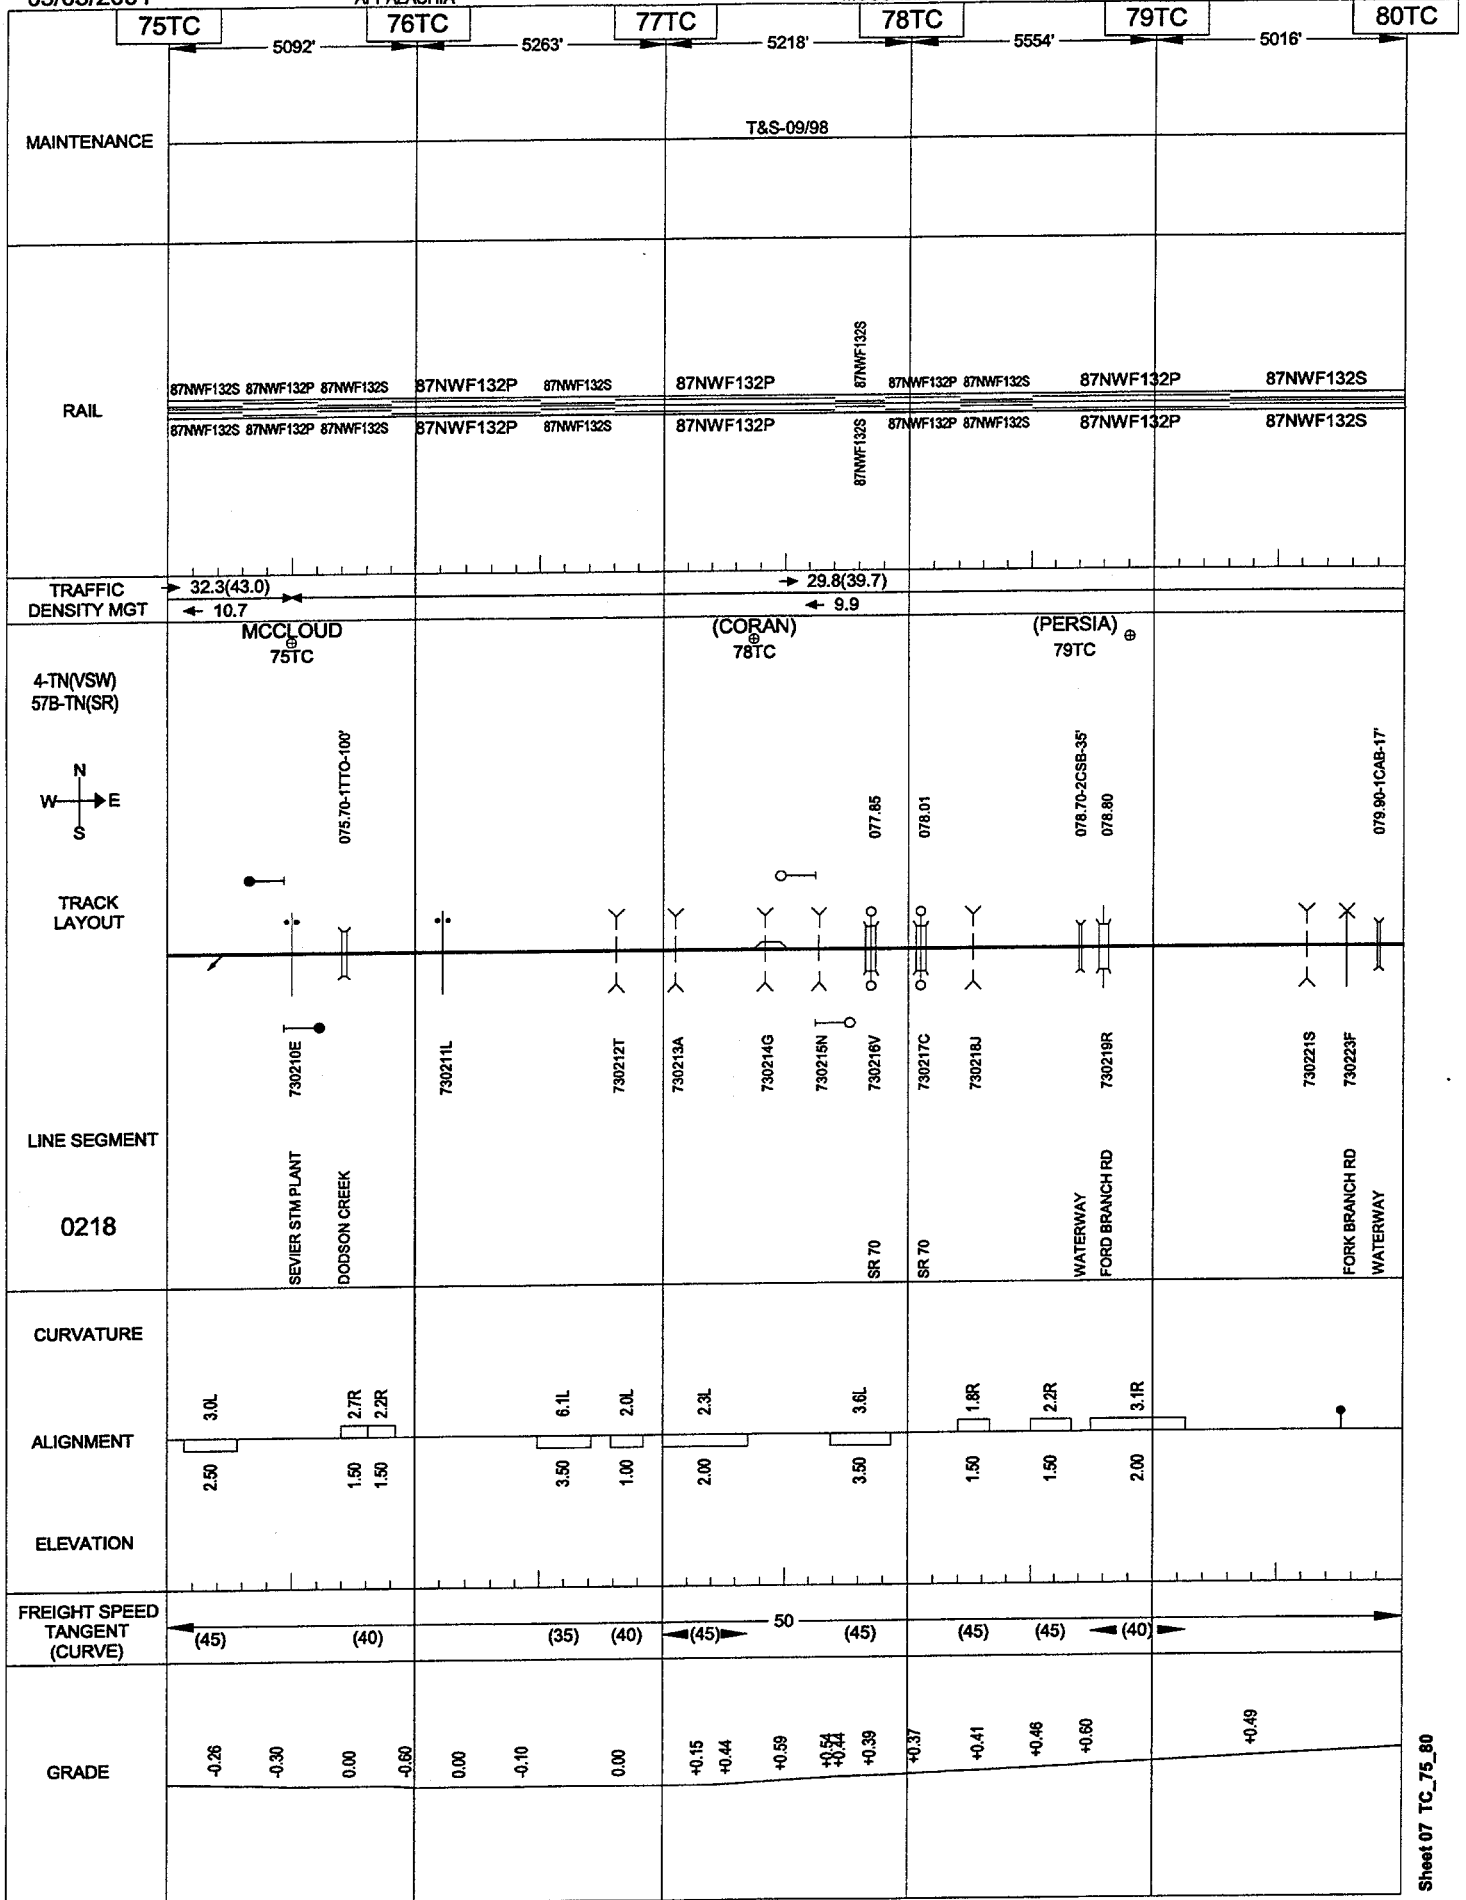 75TC 76TC 77TC 78TC 79TC 80TC
5092' 5263' 5218' 5554' 5016'
MAINTENANCE
T&S-09/98
RAIL
87NWF132S 87NWF132P 87NWF132S 87NWF132P 87NWF132S 87NWF132P 87NWF132S 87NWF132P 87NWF132S 87NWF132P 87NWF132S
87NWF132S 87NWF132P 87NWF132S 87NWF132P 87NWF132S 87NWF132P 87NWF132S 87NWF132P 87NWF132S 87NWF132P 87NWF132S
TRAFFIC
DENSITY MGT
32.3(43.0) 29.8(39.7)
10.7 9.9
MCCLOUD (CORAN) (PERSIA)
75TC 78TC 79TC
4-TN(VSW)
57B-TN(SR)
N
W E
S
075.70-1TTO-100' 077.85 078.01 078.70-2CSB-35' 078.80 079.90-1CAB-17'
TRACK
LAYOUT
730210E 730211L 730212T 730213A 730214G 730215N 730216V 730217C 730218J 730219R 730221S 730223F
LINE SEGMENT
0218
SEVIER STM PLANT
DODSON CREEK
SR 70
SR 70
WATERWAY
FORD BRANCH RD
FORK BRANCH RD
WATERWAY
CURVATURE
3.0L 2.7R 2.2R 6.1L 2.0L 2.3L 3.6L 1.8R 2.2R 3.1R
ALIGNMENT
2.50 1.50 1.50 3.50 1.00 2.00 3.50 1.50 1.50 2.00
ELEVATION
FREIGHT SPEED
TANGENT
(CURVE)
50
(45) (40) (35) (40) (45) (45) (45) (45) (40)
GRADE
-0.26 -0.30 0.00 -0.60 0.00 -0.10 0.00 +0.15 +0.44 +0.59 +0.54 +0.44 +0.39 +0.37 +0.41 +0.46 +0.60 +0.49
Sheet 07 TC_75_80